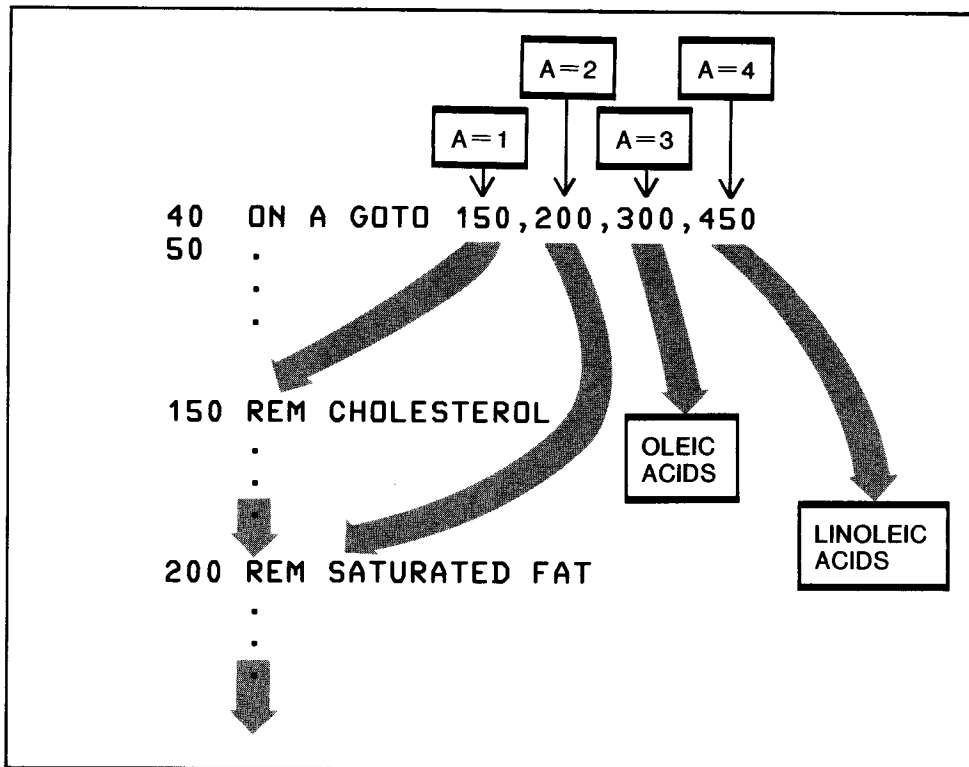 A=2 A=4
A=1 A=3
40 ON A GOTO 150,200,300,450
50 .
.
.
150 REM CHOLESTEROL
.
.
.
OLEIC
ACIDS
LINOLEIC
ACIDS
200 REM SATURATED FAT
.
.
.